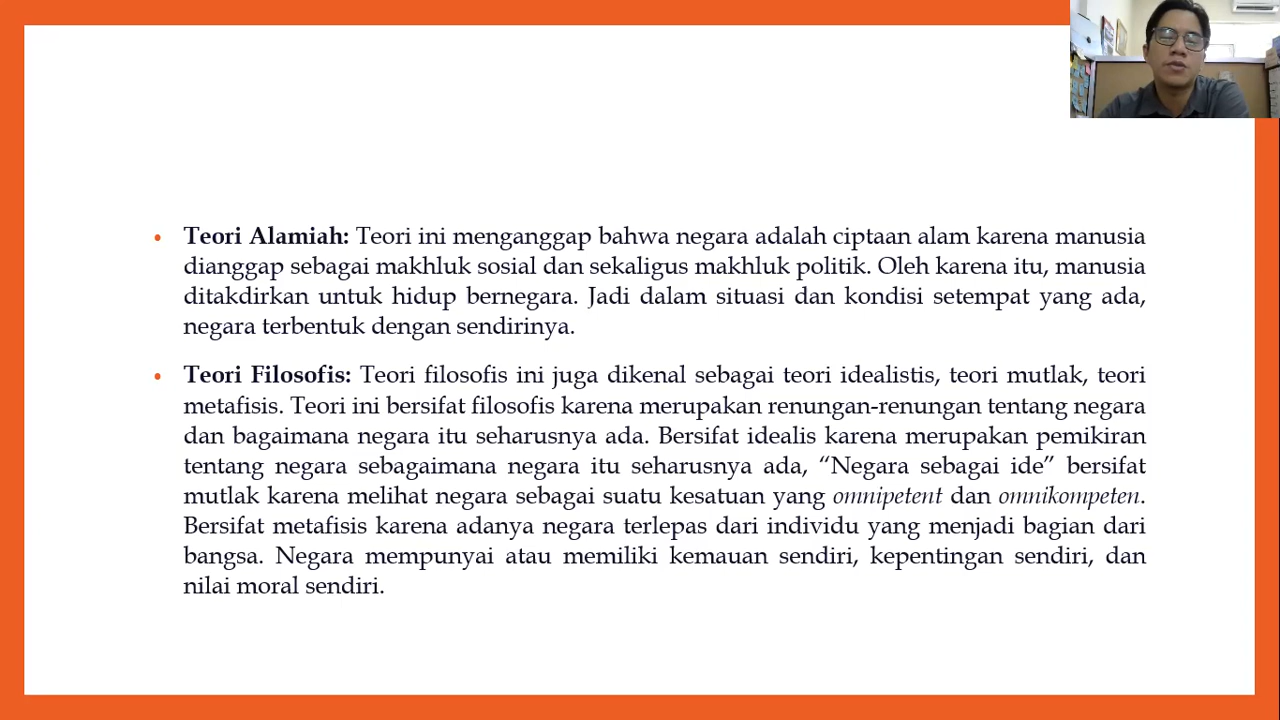 • Teori Alamiah: Teori ini menganggap bahwa negara adalah ciptaan alam karena manusia
dianggap sebagai makhluk sosial dan sekaligus makhluk politik. Oleh karena itu, manusia
ditakdirkan untuk hidup bernegara. Jadi dalam situasi dan kondisi setempat yang ada,
negara terbentuk dengan sendirinya.
• Teori Filosofis: Teori filosofis ini juga dikenal sebagai teori idealistis, teori mutlak, teori
metafisis. Teori ini bersifat filosofis karena merupakan renungan-renungan tentang negara
dan bagaimana negara itu seharusnya ada. Bersifat idealis karena merupakan pemikiran
tentang negara sebagaimana negara itu seharusnya ada, “Negara sebagai ide” bersifat
mutlak karena melihat negara sebagai suatu kesatuan yang omnipetent dan omnikompeten.
Bersifat metafisis karena adanya negara terlepas dari individu yang menjadi bagian dari
bangsa. Negara mempunyai atau memiliki kemauan sendiri, kepentingan sendiri, dan
nilai moral sendiri.